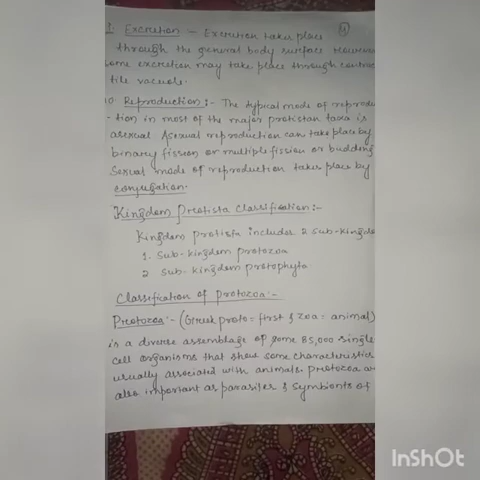 Excretion - Excretion takes place
through the general body surface However
some excretion may take place through contrac
tile vacuole.
10 Reproduction:- The typical mode of reprodu
-tion in most of the major protistan taxa is
asexual Asexual reproduction can take place by
binary fission or multiple fission or budding
Sexual mode of reproduction takes place by
conjugation.
Kingdom Protista Classification:-
Kingdom protista includes 2 sub-kingdo
1. Sub-kingdom protozoa
2 Sub-kingdom protophyta
Classification of protozoa:-
Protozoa:- (Greek proto = first & zoa = animal)
is a diverse assemblage of some 85,000 single
cell organisms that show some characteristics
usually associated with animals. Protozoa are
also important as parasites & symbionts of
InShOt